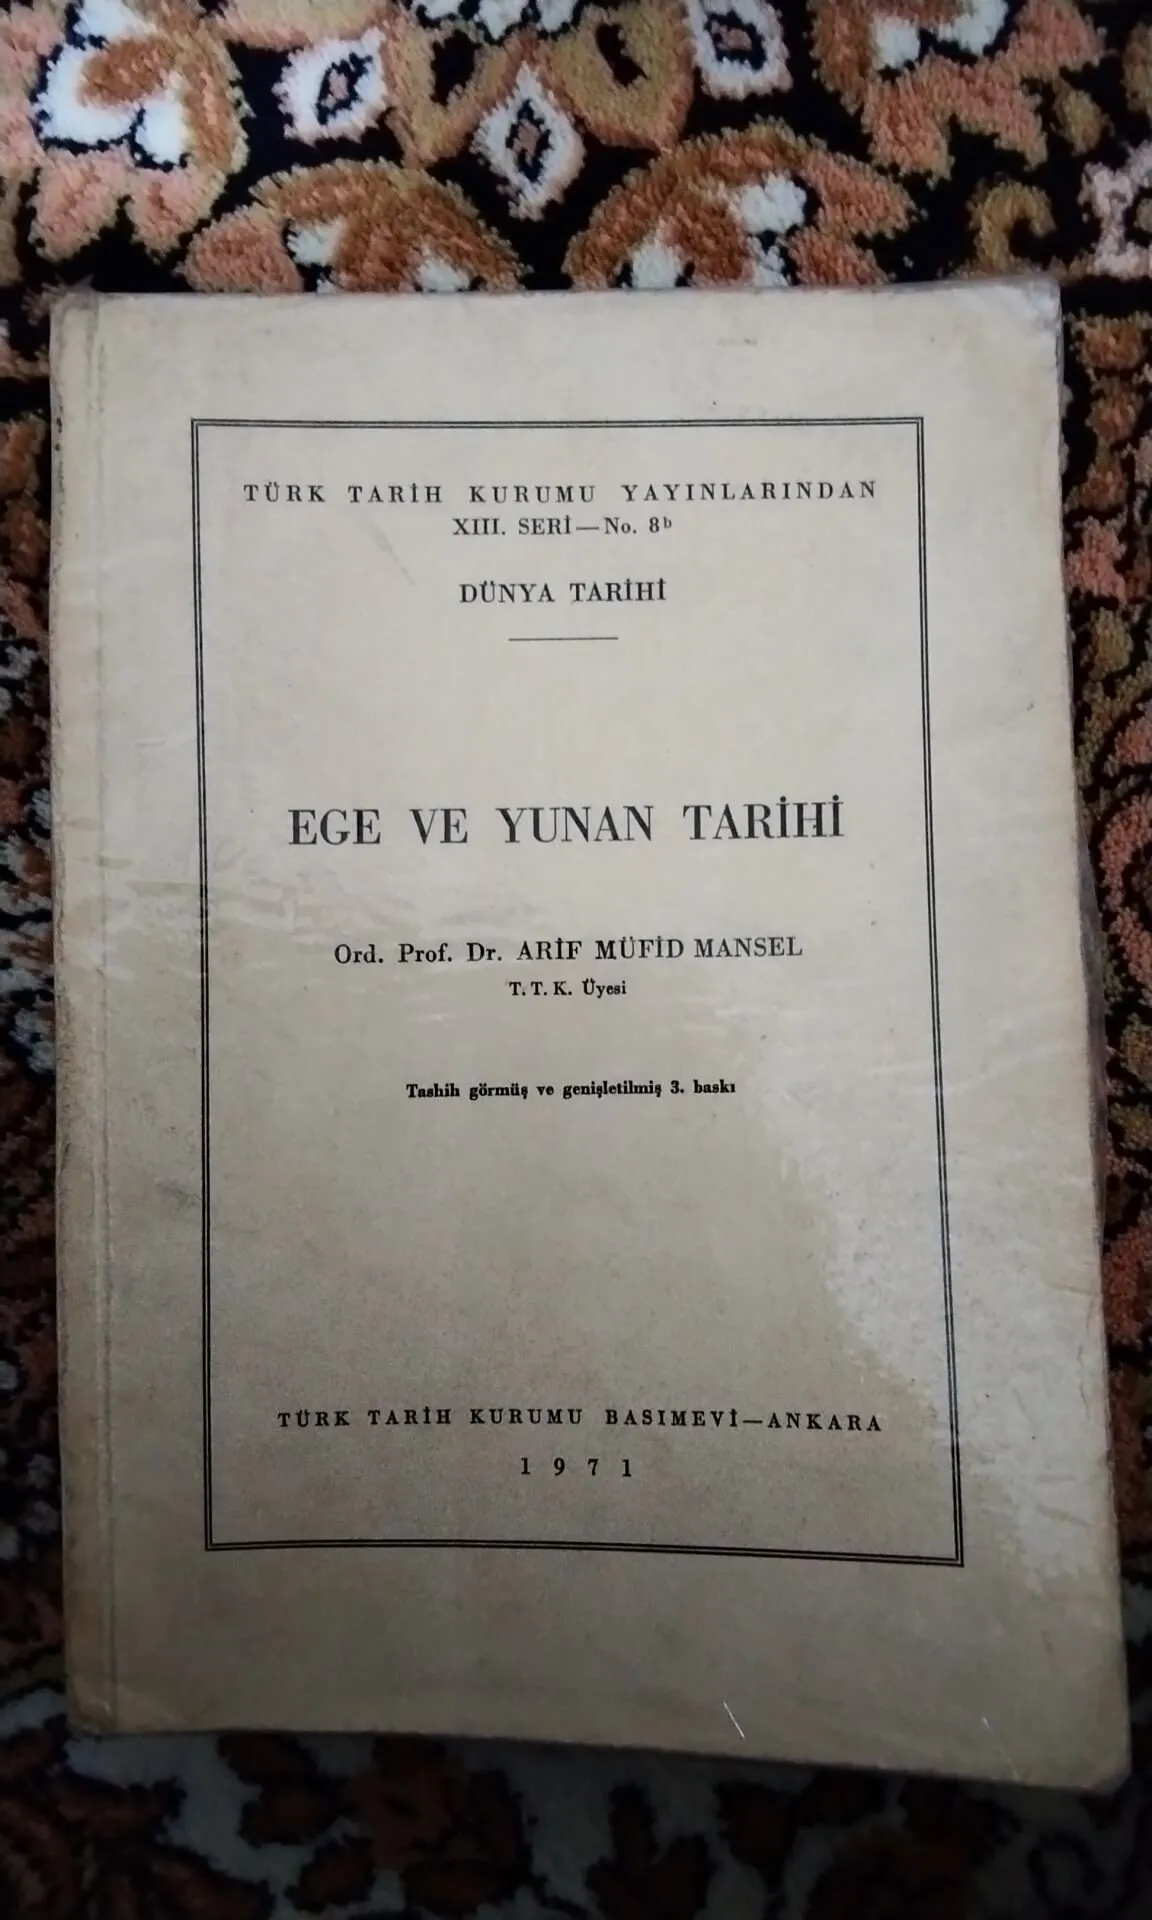 TÜRK TARİH KURUMU YAYINLARINDAN
XIII. SERİ — No. 8ᵇ
DÜNYA TARİHİ
EGE VE YUNAN TARİHİ
Ord. Prof. Dr. ARİF MÜFİD MANSEL
T. T. K. Üyesi
Tashih görmüş ve genişletilmiş 3. baskı
TÜRK TARİH KURUMU BASIMEVİ — ANKARA
1971